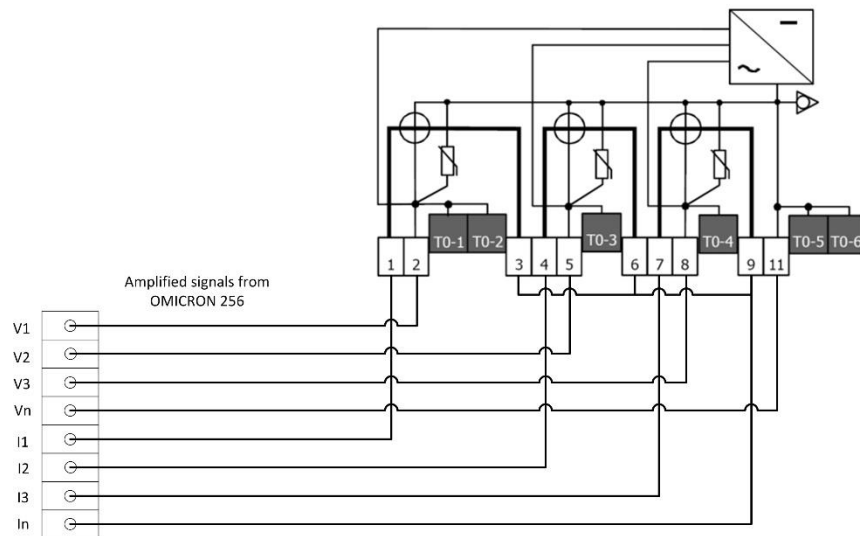 T0-1 T0-2 T0-3 T0-4 T0-5 T0-6
1 2 3 4 5 6 7 8 9 11
Amplified signals from
OMICRON 256
V1
V2
V3
Vn
I1
I2
I3
In